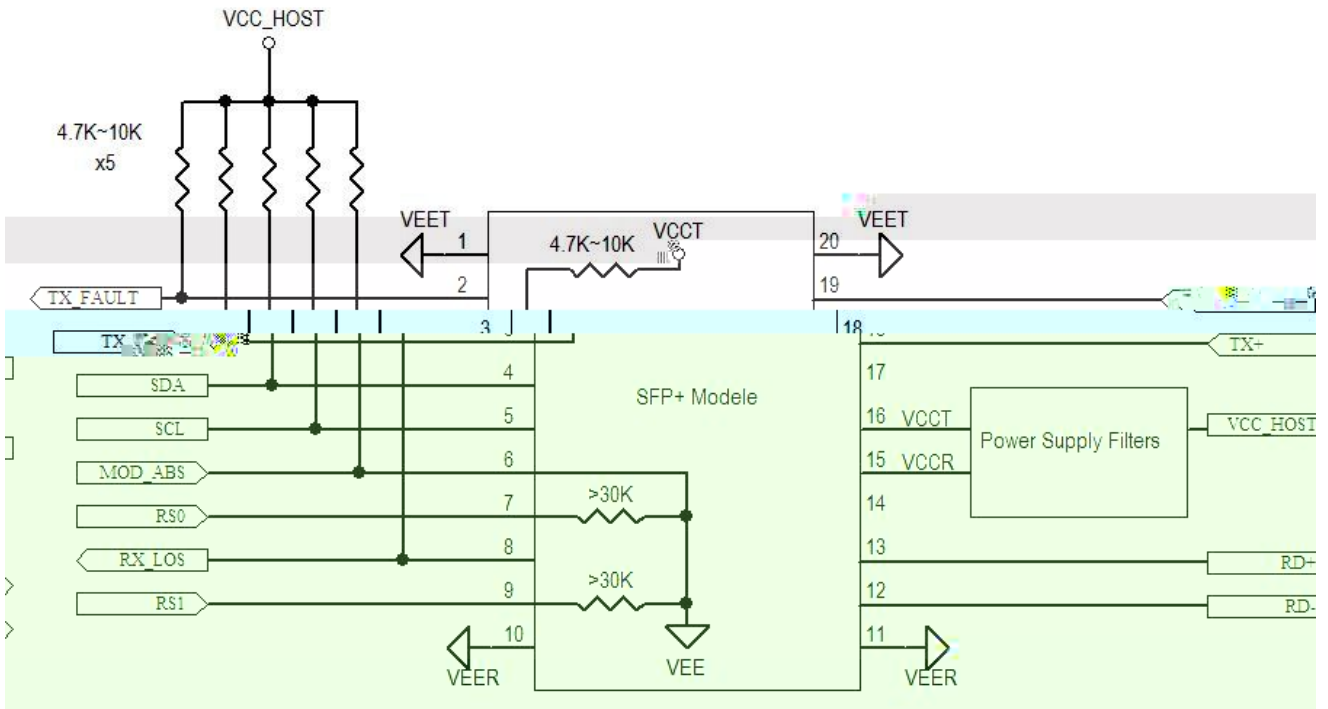 VCC_HOST
4.7K~10K
x5
VEET
1
4.7K~10K
VCCT
20
VEET
TX_FAULT
2
19
TX
3
18
TX+
SDA
4
17
SCL
5
SFP+ Modele
16
VCCT
Power Supply Filters
VCC_HOST
MOD_ABS
6
15
VCCR
RS0
7
>30K
14
RX_LOS
8
13
RD+
RS1
9
>30K
12
RD-
10
VEER
VEE
11
VEER